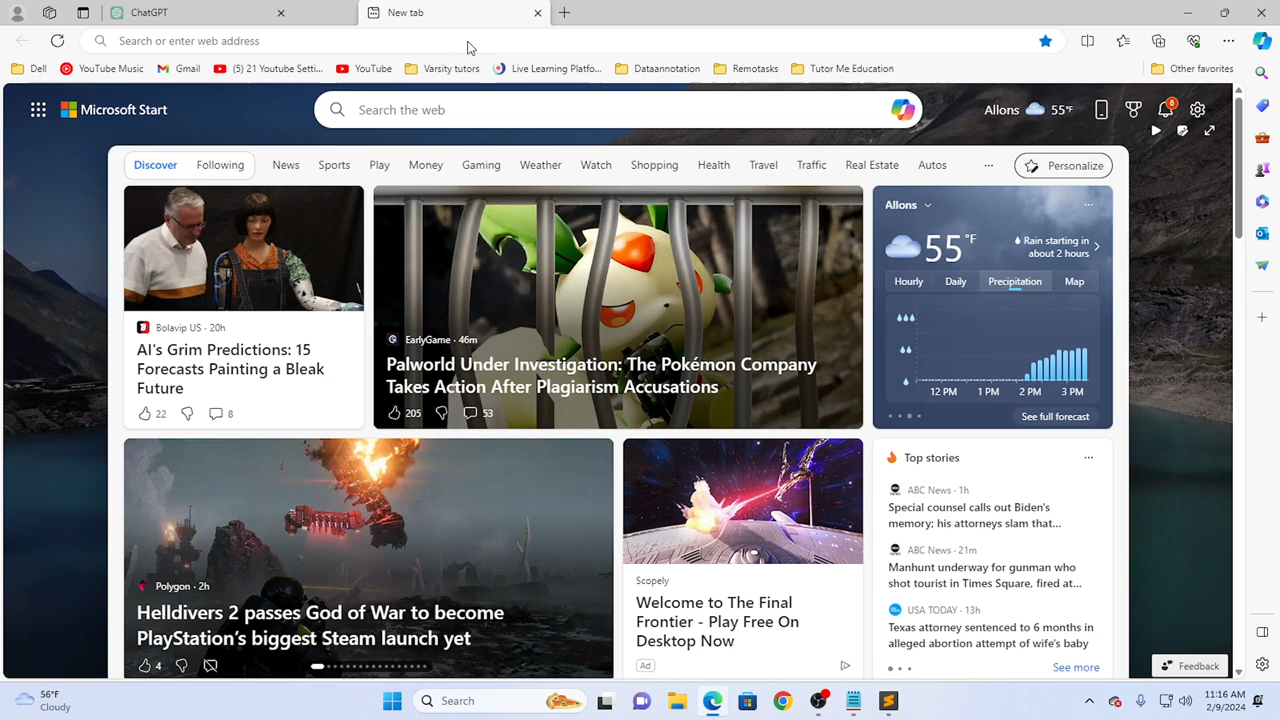 ChatGPT
New tab
Search or enter web address
Dell
YouTube Music
Gmail
(5) 21 Youtube Setti...
YouTube
Varsity tutors
Live Learning Platfo...
Dataannotation
Remotasks
Tutor Me Education
Other favorites
Microsoft Start
Search the web
Allons
55°F
6
Discover
Following
News
Sports
Play
Money
Gaming
Weather
Watch
Shopping
Health
Travel
Traffic
Real Estate
Autos
Personalize
Bolavip US · 20h
AI's Grim Predictions: 15
Forecasts Painting a Bleak
Future
22
8
EarlyGame · 46m
Palworld Under Investigation: The Pokémon Company
Takes Action After Plagiarism Accusations
205
53
Allons
55 °F
Rain starting in
about 2 hours
Hourly
Daily
Precipitation
Map
12 PM
1 PM
2 PM
3 PM
See full forecast
Polygon · 2h
Helldivers 2 passes God of War to become
PlayStation's biggest Steam launch yet
4
Scopely
Welcome to The Final
Frontier - Play Free On
Desktop Now
Ad
Top stories
ABC News · 1h
Special counsel calls out Biden's
memory; his attorneys slam that...
ABC News · 21m
Manhunt underway for gunman who
shot tourist in Times Square, fired at...
USA TODAY · 13h
Texas attorney sentenced to 6 months in
alleged abortion attempt of wife's baby
See more
Feedback
56°F
Cloudy
Search
11:16 AM
2/9/2024